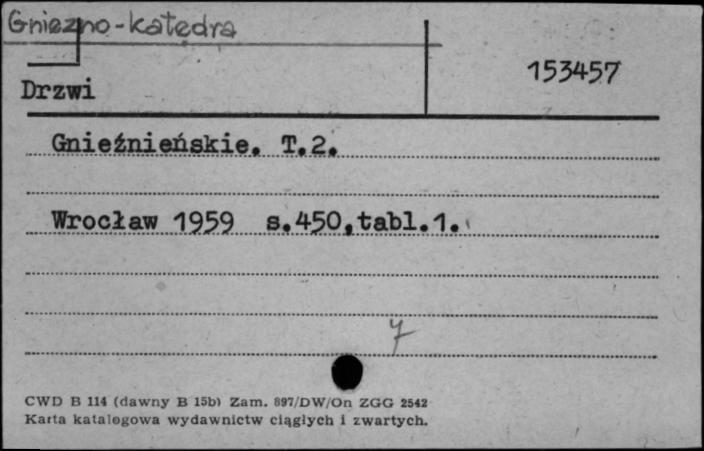 Gniezno-katedra
153457
Drzwi
Gnieźnieńskie. T.2.
Wrocław 1959 s.450,tabl.1.
7
CWD B 114 (dawny B 15b) Zam. 897/DW/On ZGG 2542
Karta katalogowa wydawnictw ciągłych i zwartych.